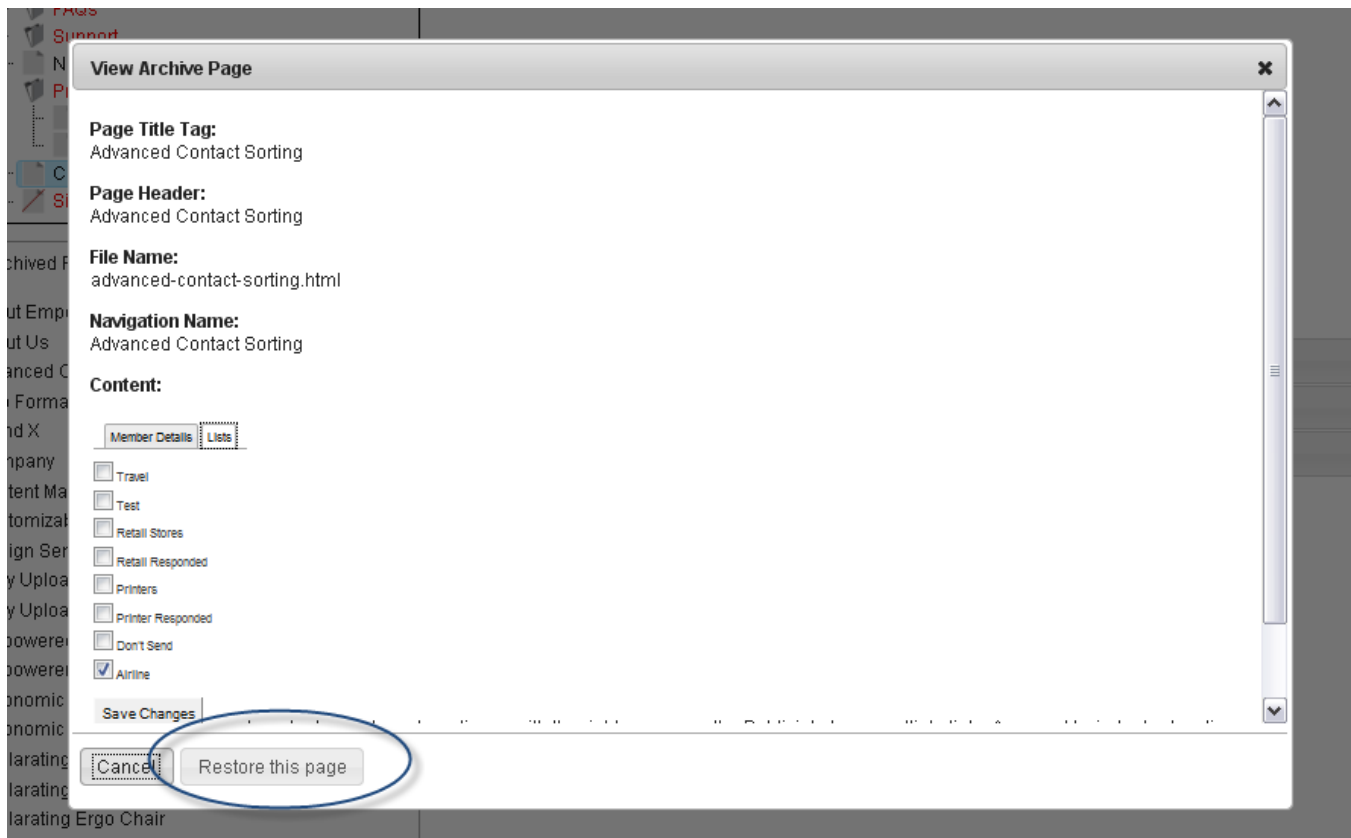 FAQs
Support
View Archive Page
Page Title Tag:
Advanced Contact Sorting
Page Header:
Advanced Contact Sorting
File Name:
advanced-contact-sorting.html
Navigation Name:
Advanced Contact Sorting
Content:
Member Details Lists
Travel
Test
Retail Stores
Retail Responded
Printers
Printer Responded
Don't Send
Airline
Save Changes
Cancel Restore this page
larating Ergo Chair